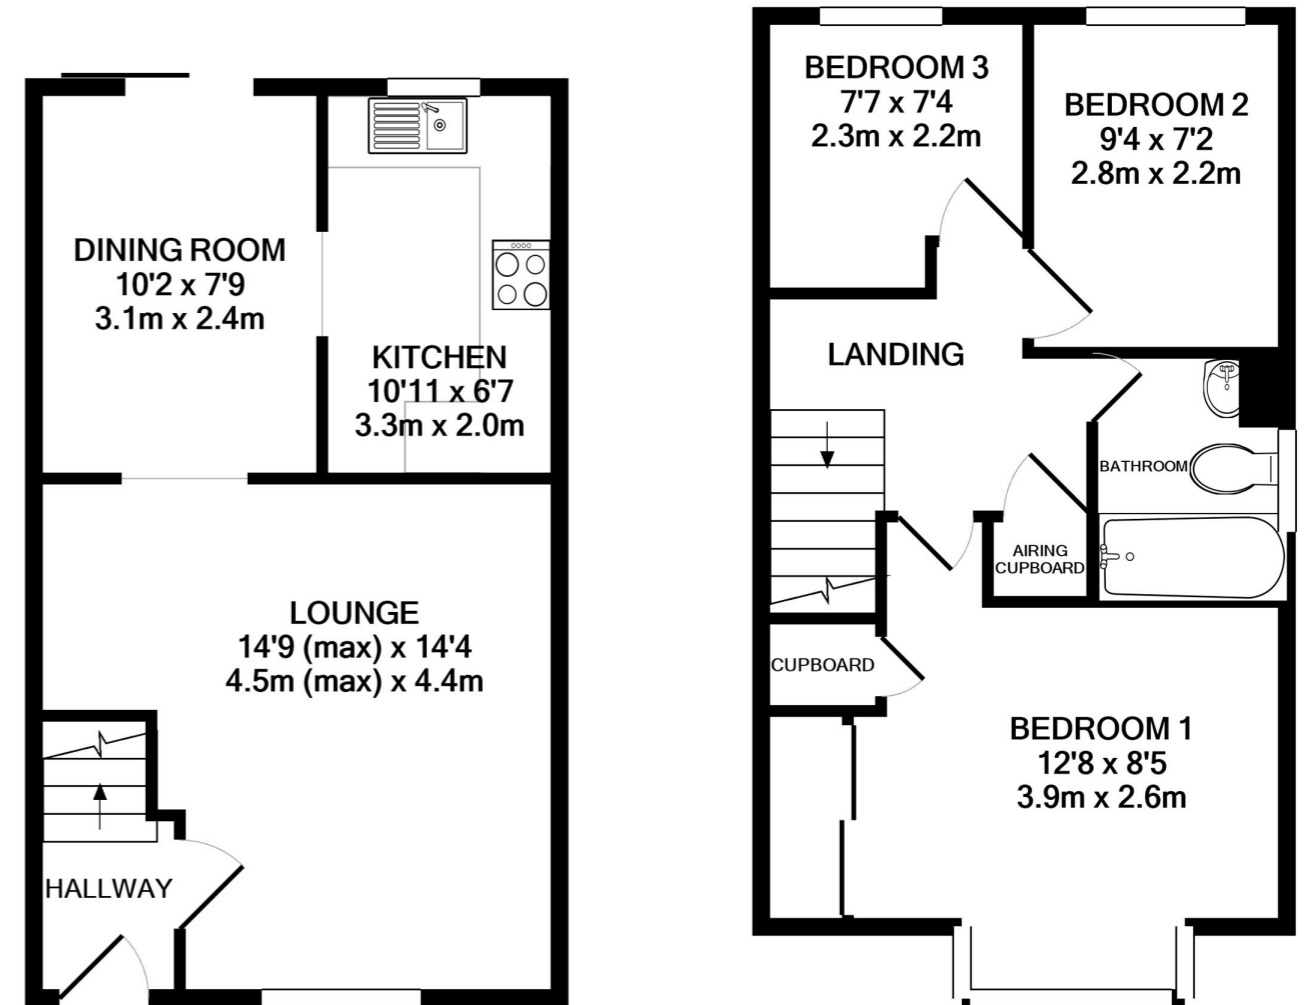 DINING ROOM
10'2 x 7'9
3.1m x 2.4m
KITCHEN
10'11 x 6'7
3.3m x 2.0m
LOUNGE
14'9 (max) x 14'4
4.5m (max) x 4.4m
HALLWAY
BEDROOM 3
7'7 x 7'4
2.3m x 2.2m
BEDROOM 2
9'4 x 7'2
2.8m x 2.2m
LANDING
BATHROOM
AIRING
CUPBOARD
CUPBOARD
BEDROOM 1
12'8 x 8'5
3.9m x 2.6m